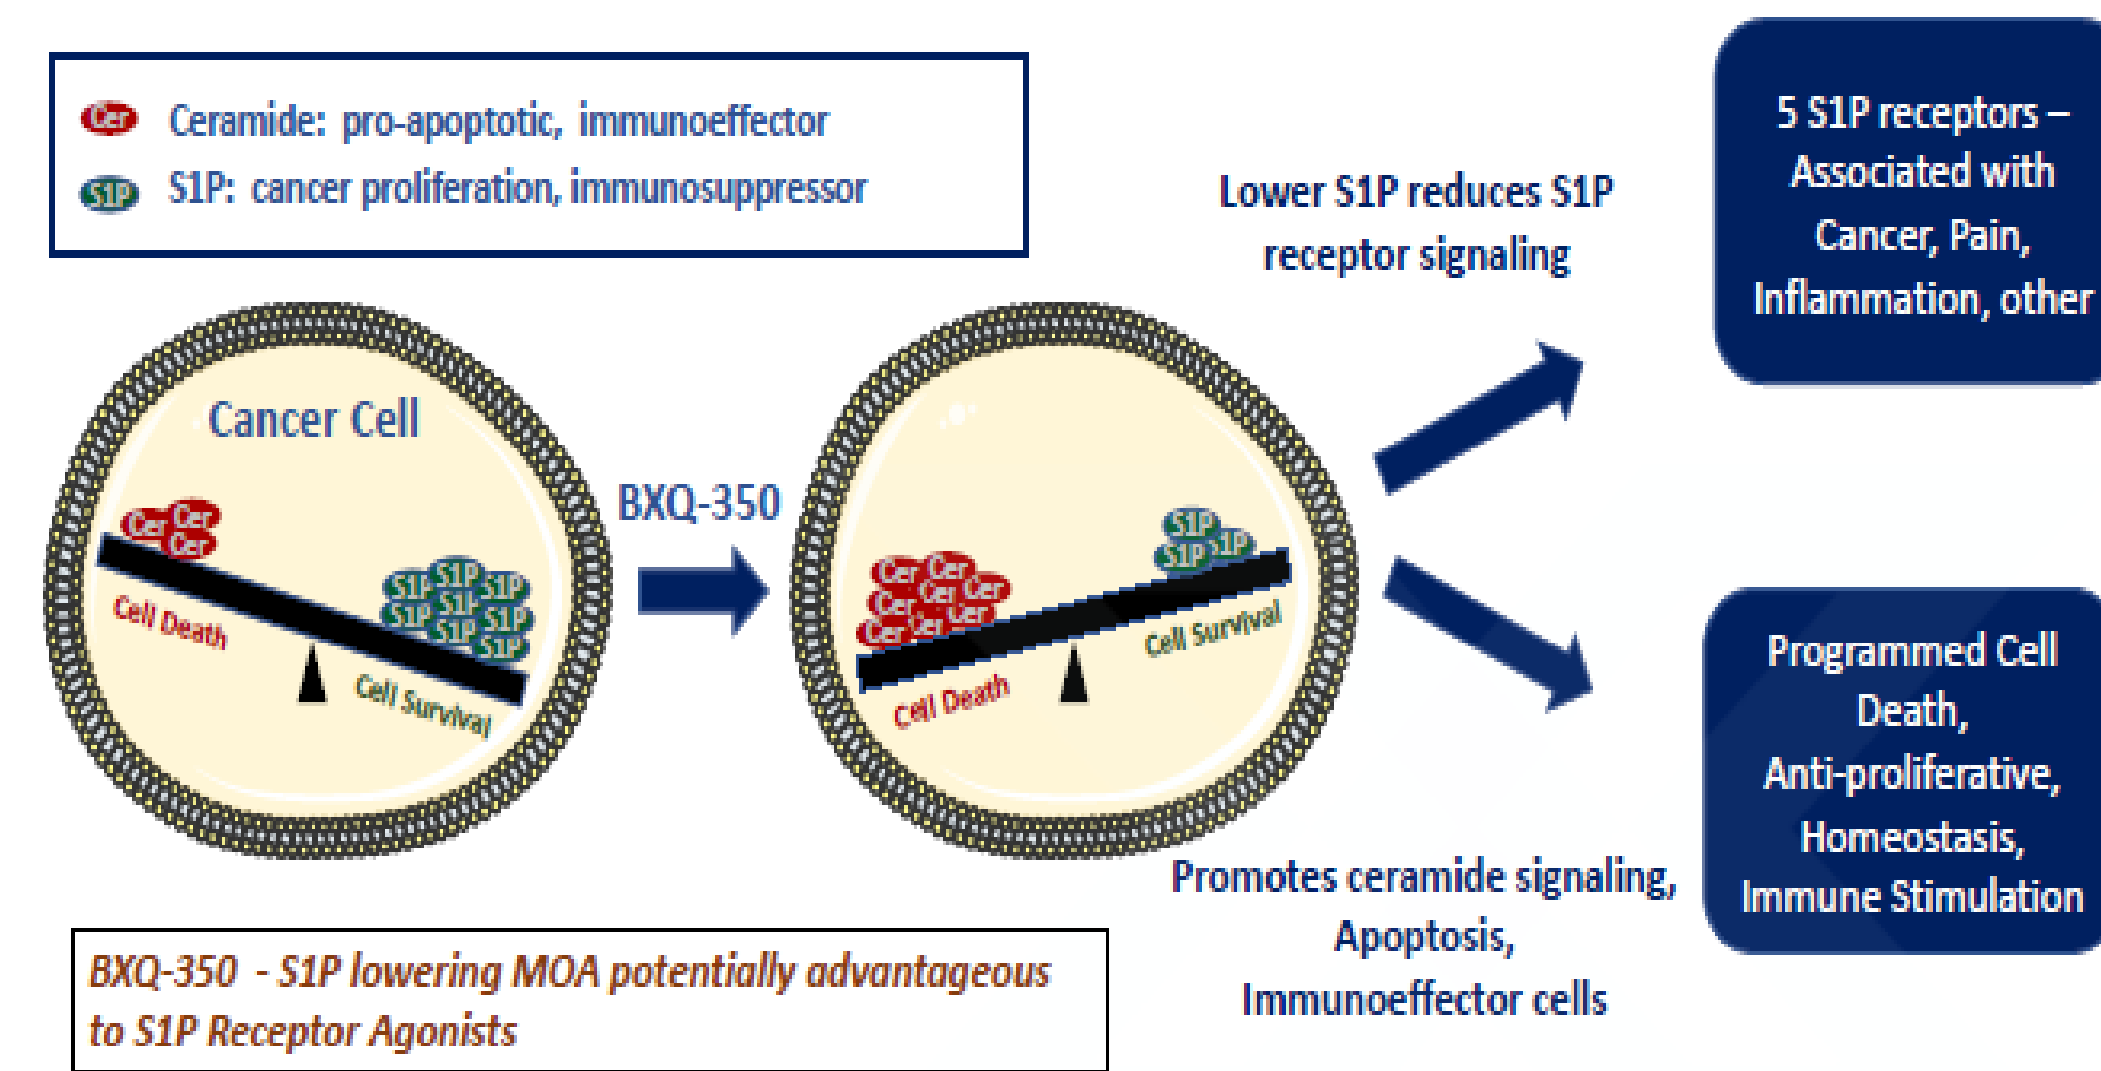 Cer Ceramide: pro-apoptotic, immunoeffector
S1P S1P: cancer proliferation, immunosuppressor
Lower S1P reduces S1P
receptor signaling
5 S1P receptors –
Associated with
Cancer, Pain,
Inflammation, other
Cancer Cell
Cer Cer
Cer
S1P S1P S1P
S1P S1P S1P
S1P
S1P
Cell Death
Cell Survival
BXQ-350
S1P
S1P S1P
Cer Cer
Cer Cer
Cer Cer
Cer Cer
Cell Survival
Cell Death
Programmed Cell
Death,
Anti-proliferative,
Homeostasis,
Immune Stimulation
Promotes ceramide signaling,
Apoptosis,
Immunoeffector cells
BXQ-350 - S1P lowering MOA potentially advantageous
to S1P Receptor Agonists